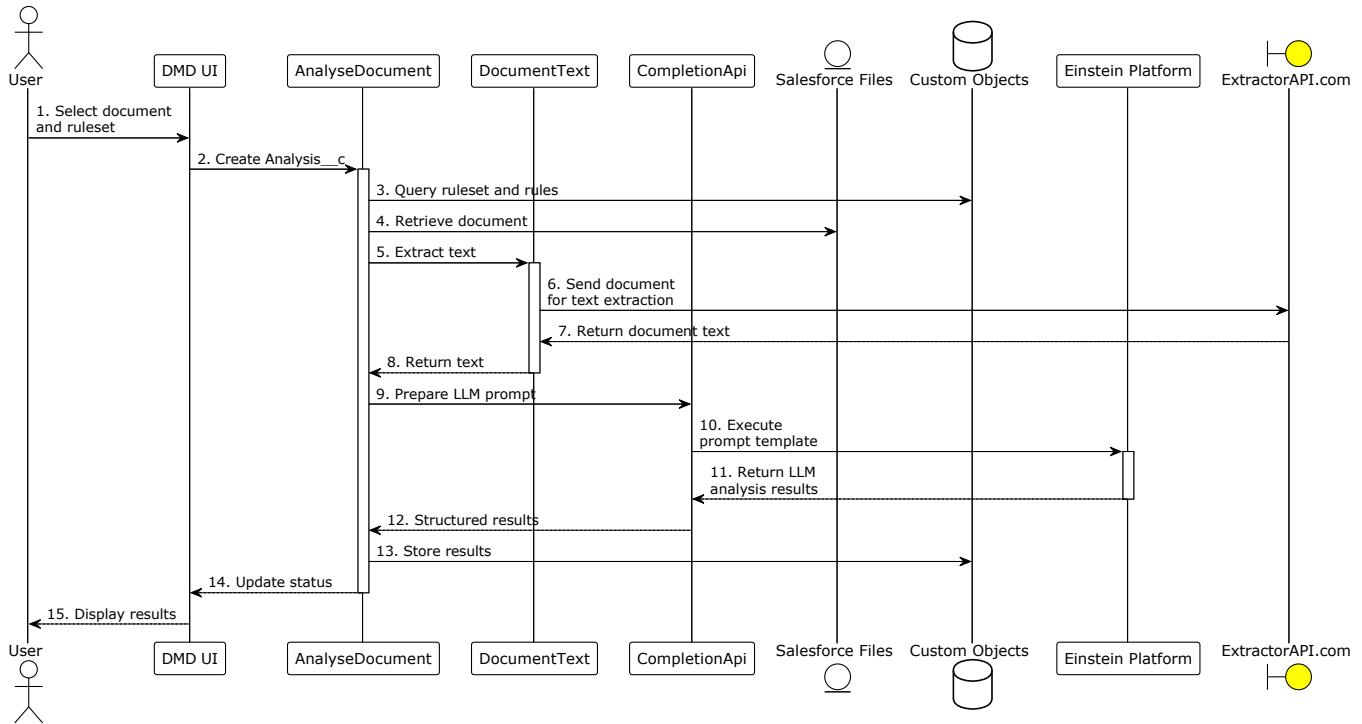 User
DMD UI
AnalyseDocument
DocumentText
CompletionApi
Salesforce Files
Custom Objects
Einstein Platform
ExtractorAPI.com
1. Select document
and ruleset
2. Create Analysis__c
3. Query ruleset and rules
4. Retrieve document
5. Extract text
6. Send document
for text extraction
7. Return document text
8. Return text
9. Prepare LLM prompt
10. Execute
prompt template
11. Return LLM
analysis results
12. Structured results
13. Store results
14. Update status
15. Display results
User
DMD UI
AnalyseDocument
DocumentText
CompletionApi
Salesforce Files
Custom Objects
Einstein Platform
ExtractorAPI.com